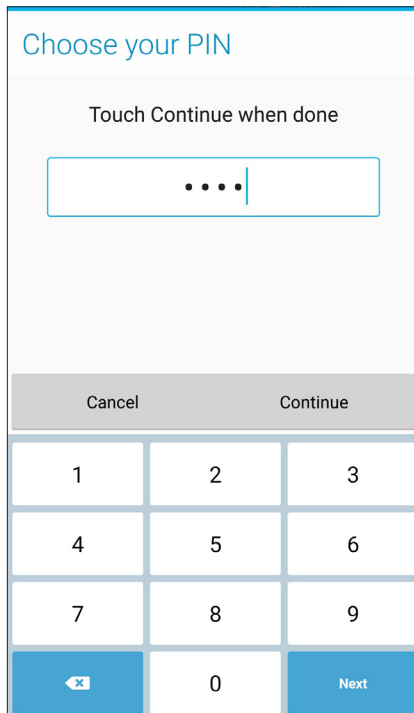 Choose your PIN
Touch Continue when done
••••
Cancel Continue
1 2 3
4 5 6
7 8 9
0 Next